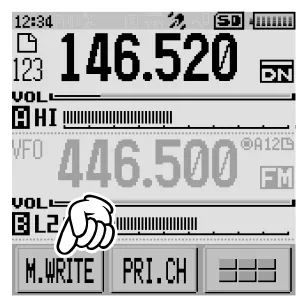 12:34 SD
123 146.520 DN
VOL
A HI
VFO 446.500 A12 FM
VOL
B L2
M.WRITE PRI.CH